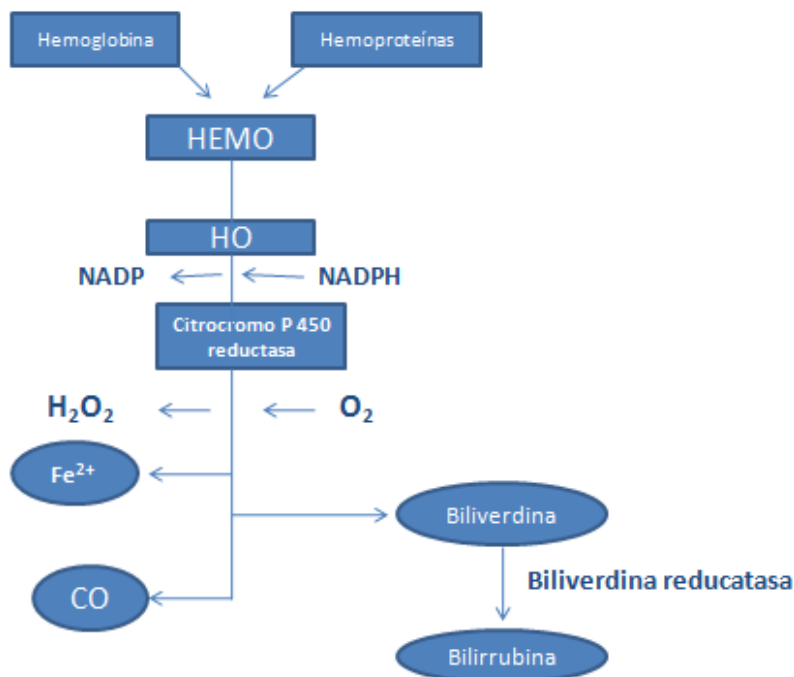 Hemoglobina
Hemoproteínas
HEMO
HO
NADP
NADPH
Citrocromo P 450
reductasa
H₂O₂
O₂
Fe²⁺
Biliverdina
Biliverdina reducatasa
CO
Bilirrubina